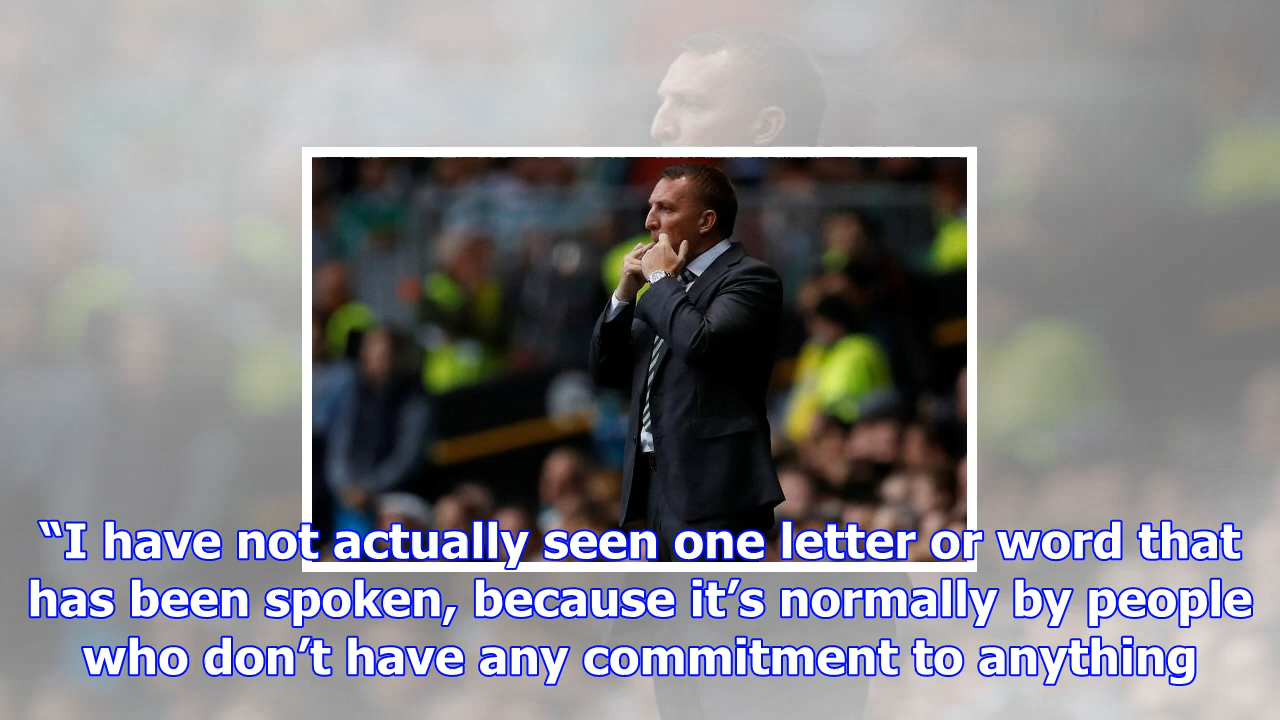 “I have not actually seen one letter or word that
has been spoken, because it’s normally by people
who don’t have any commitment to anything